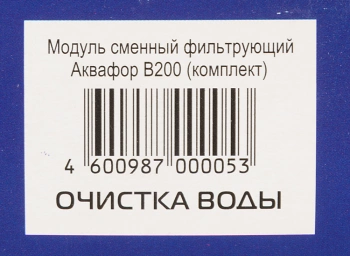 Модуль сменный фильтрующий
Аквафор В200 (комплект)
4 600987 000053
ОЧИСТКА ВОДЫ